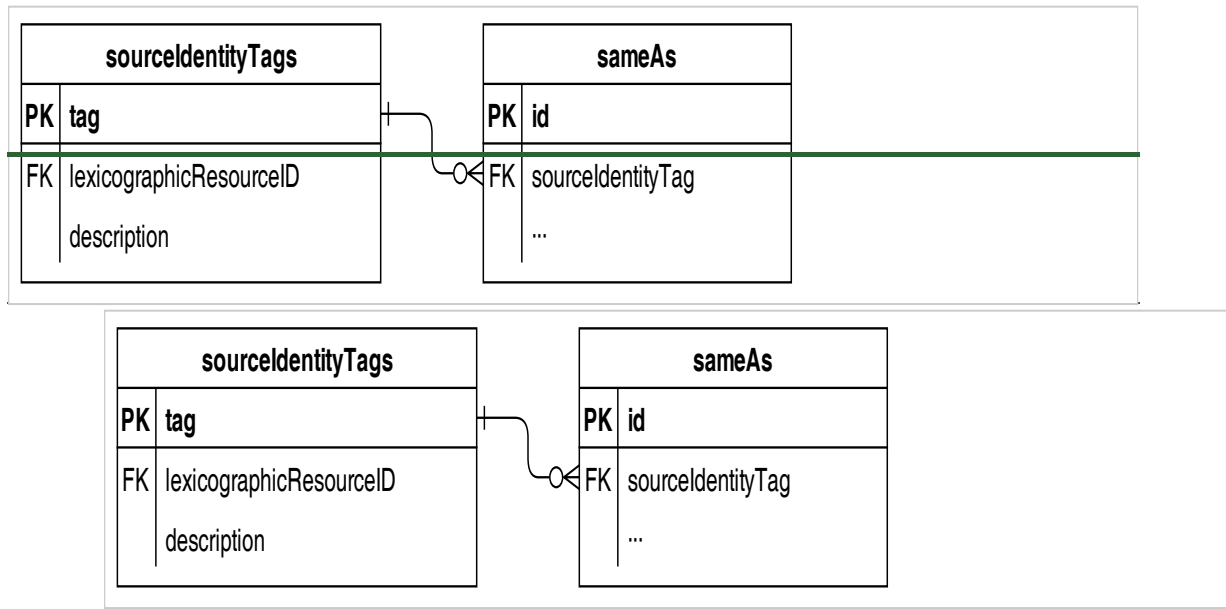 sourceIdentityTags sameAs
PK tag PK id
FK lexicographicResourceID FK sourceIdentityTag
description ...
sourceIdentityTags sameAs
PK tag PK id
FK lexicographicResourceID FK sourceIdentityTag
description ...